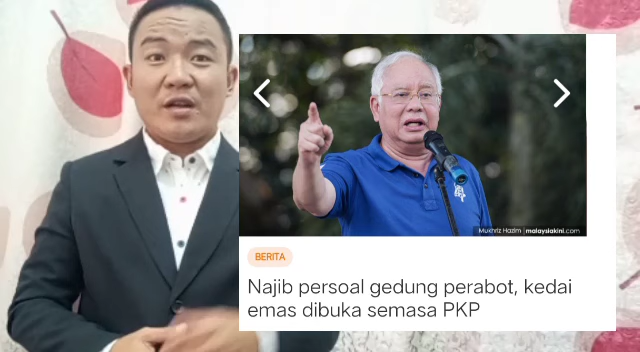 Mukhriz Hazim | malaysiakini.com
BERITA
Najib persoal gedung perabot, kedai
emas dibuka semasa PKP